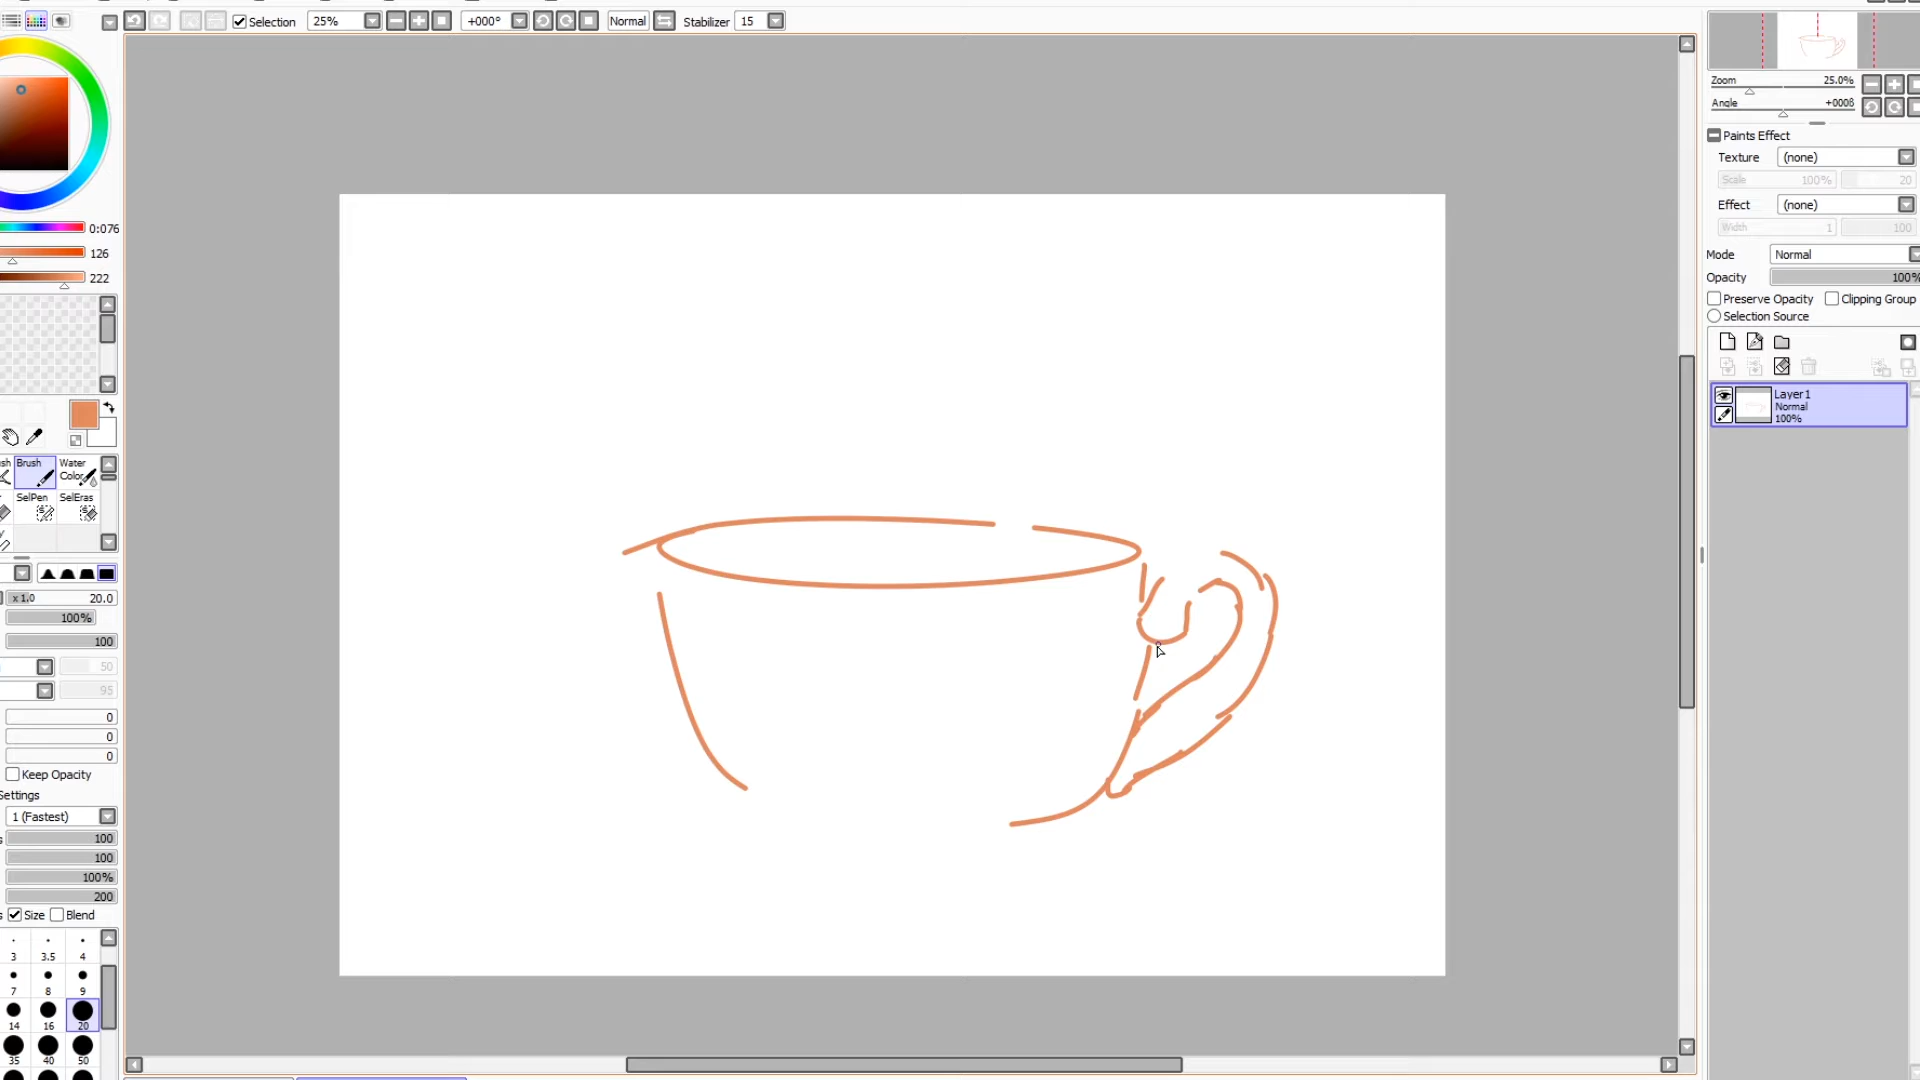 Selection 25% +000° Normal Stabilizer 15
Zoom 25.0%
Angle +000θ
Paints Effect
Texture (none)
Scale 100% 20
Effect (none)
Width 1 100
Mode Normal
Opacity 100%
Preserve Opacity Clipping Group
Selection Source
Layer1
Normal
100%
0:076
126
222
Brush Water
Color
SelPen SelEras
x1.0 20.0
100%
100
50
95
0
0
0
Keep Opacity
Settings
1 (Fastest)
100
100
100%
200
Size Blend
3 3.5 4
7 8 9
14 16 20
35 40 50